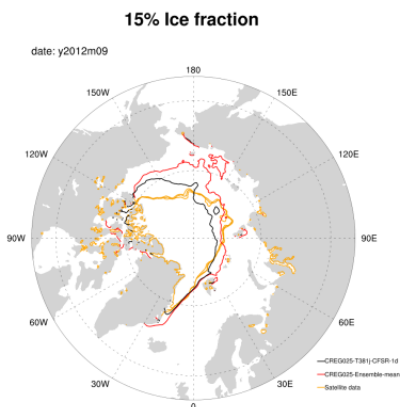 15% Ice fraction
date: y2012m09
180
150W
150E
120W
120E
90W
90E
60W
60E
CREG025-T381j-CFSR-1d
CREG025-Ensemble-mean
Satellite data
30W
30E
0